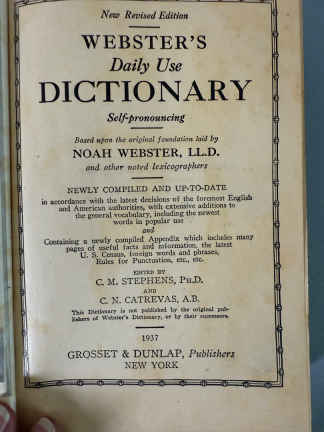 New Revised Edition
WEBSTER'S
Daily Use
DICTIONARY
Self-pronouncing
Based upon the original foundation laid by
NOAH WEBSTER, LL.D.
and other noted lexicographers
NEWLY COMPILED AND UP-TO-DATE
in accordance with the latest decisions of the foremost English
and American authorities, with extensive additions to
the general vocabulary, including the newest
words in popular use
and
Containing a newly compiled Appendix which includes many
pages of useful facts and information, the latest
U. S. Census, foreign words and phrases,
Rules for Punctuation, etc., etc.
EDITED BY
C. M. STEPHENS, PH.D.
AND
C. N. CATREVAS, A.B.
This Dictionary is not published by the original pub-
lishers of Webster's Dictionary, or by their successors.
1937
GROSSET & DUNLAP, Publishers
NEW YORK